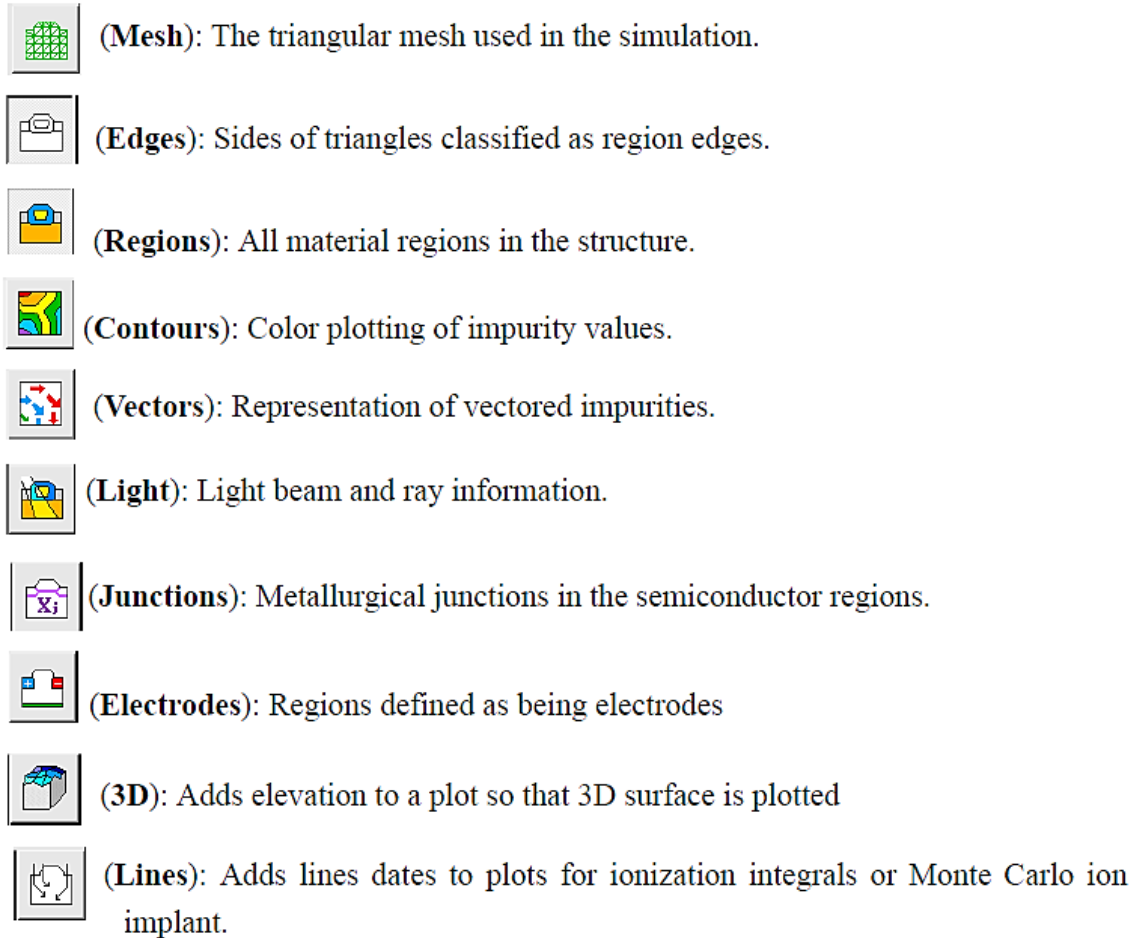 (Mesh): The triangular mesh used in the simulation.
(Edges): Sides of triangles classified as region edges.
(Regions): All material regions in the structure.
(Contours): Color plotting of impurity values.
(Vectors): Representation of vectored impurities.
(Light): Light beam and ray information.
Xj
(Junctions): Metallurgical junctions in the semiconductor regions.
+ −
(Electrodes): Regions defined as being electrodes
(3D): Adds elevation to a plot so that 3D surface is plotted
(Lines): Adds lines dates to plots for ionization integrals or Monte Carlo ion
implant.